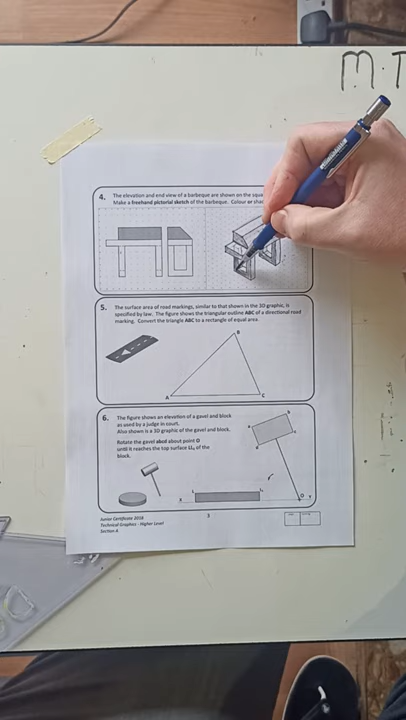 M.T
4. The elevation and end view of a barbeque are shown on the squa
Make a freehand pictorial sketch of the barbeque. Colour or shad
5. The surface area of road markings, similar to that shown in the 3D graphic, is
specified by law. The figure shows the triangular outline ABC of a directional road
marking. Convert the triangle ABC to a rectangle of equal area.
B
A
C
6. The figure shows an elevation of a gavel and block
as used by a judge in court.
Also shown is a 3D graphic of the gavel and block.
Rotate the gavel abcd about point O
until it reaches the top surface LL₁ of the
block.
b
a
c
d
L
L₁
X
O
Y
Junior Certificate 2018
Technical Graphics - Higher Level
Section A
3